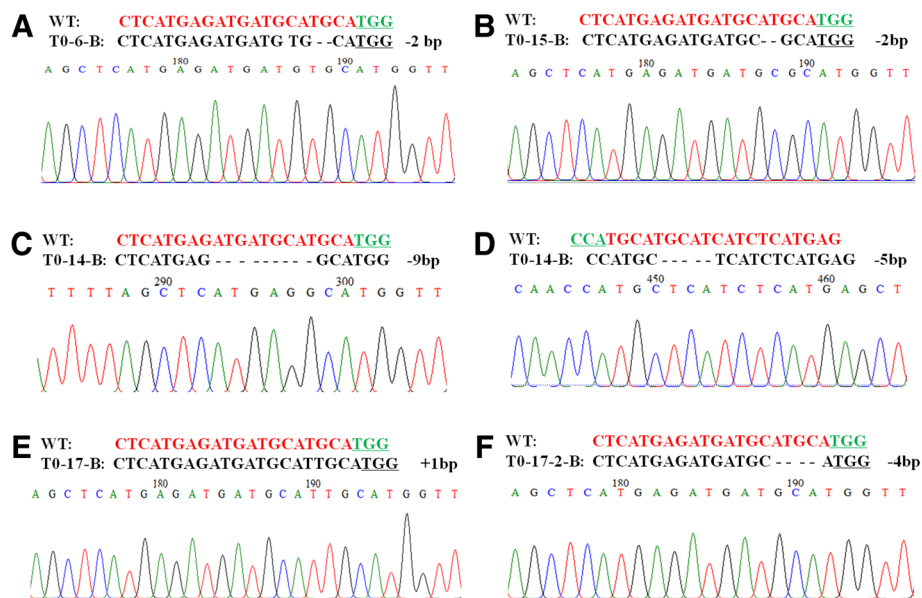 A
WT: CTCATGAGATGATGCATGCATGG
T0-6-B: CTCATGAGATGATG TG - -CATGG -2 bp
180 190
A G C T C A T G A G A T G A T G T G C A T G G T T
B
WT: CTCATGAGATGATGCATGCATGG
T0-15-B: CTCATGAGATGATGC- -GCATGG -2bp
180 190
A G C T C A T G A G A T G A T G C G C A T G G T T
C
WT: CTCATGAGATGATGCATGCATGG
T0-14-B: CTCATGAG - - - - - - - - - GCATGG -9bp
290 300
T T T T A G C T C A T G A G G C A T G G T T
D
WT: CCATGCATGCATCATCTCATGAG
T0-14-B: CCATGC - - - - - TCATCTCATGAG -5bp
450 460
C A A C C A T G C T C A T C T C A T G A G C T
E
WT: CTCATGAGATGATGCATGCATGG
T0-17-B: CTCATGAGATGATGCATTGCATGG +1bp
180 190
A G C T C A T G A G A T G A T G C A T T G C A T G G T T
F
WT: CTCATGAGATGATGCATGCATGG
T0-17-2-B: CTCATGAGATGATGC - - - - ATGG -4bp
180 190
A G C T C A T G A G A T G A T G C A T G G T T